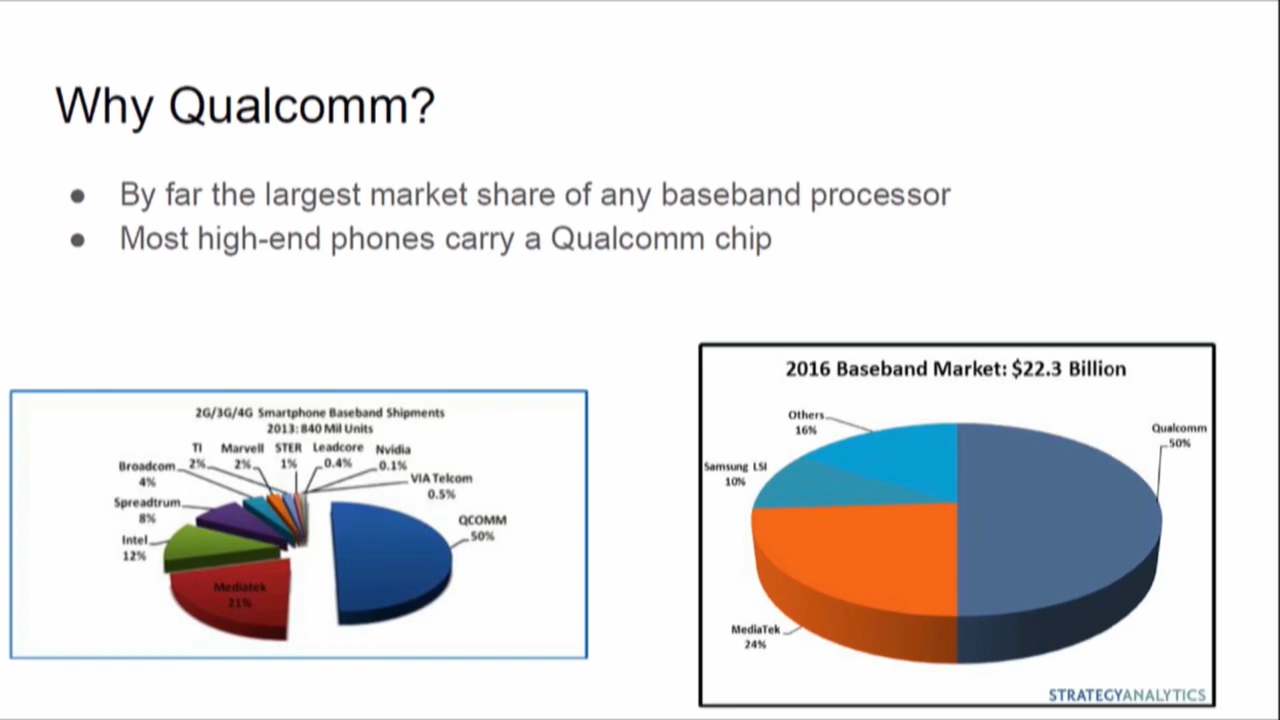 Why Qualcomm?
● By far the largest market share of any baseband processor
● Most high-end phones carry a Qualcomm chip
2G/3G/4G Smartphone Baseband Shipments
2013: 840 Mil Units
TI
2%
Marvell
2%
STER
1%
Leadcore
0.4%
Nvidia
0.1%
Broadcom
4%
VIA Telcom
0.5%
Spreadtrum
8%
QCOMM
50%
Intel
12%
Mediatek
21%
2016 Baseband Market: $22.3 Billion
Others
16%
Qualcomm
50%
Samsung LSI
10%
MediaTek
24%
STRATEGYANALYTICS